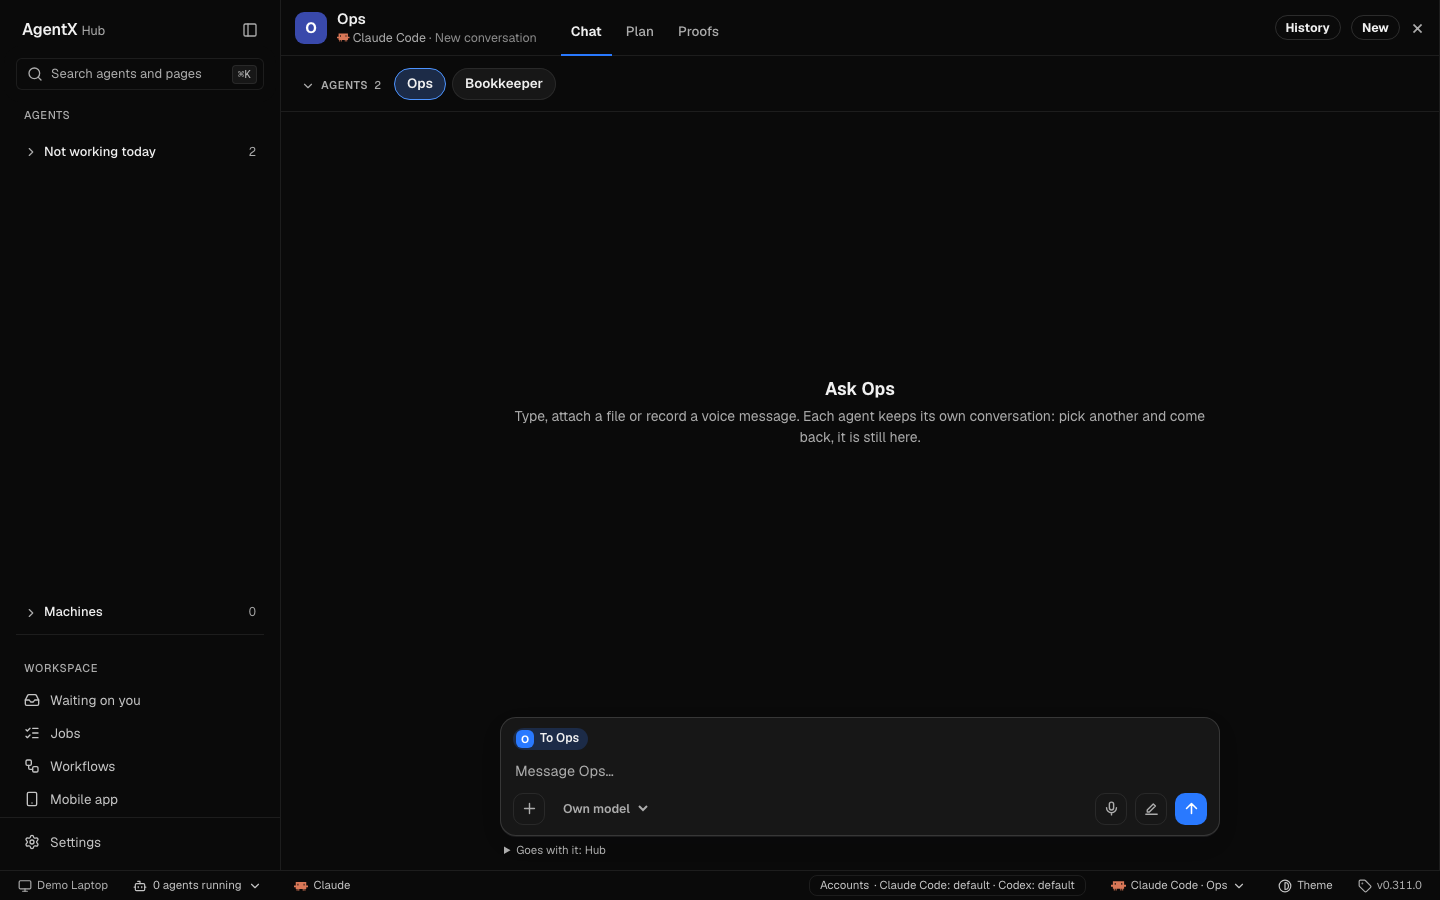 AgentX Hub
Search agents and pages ⌘K
AGENTS
Not working today 2
Machines 0
WORKSPACE
Waiting on you
Jobs
Workflows
Mobile app
Settings
O
Ops
Claude Code · New conversation
Chat Plan Proofs
History New
AGENTS 2 Ops Bookkeeper
Ask Ops
Type, attach a file or record a voice message. Each agent keeps its own conversation: pick another and come
back, it is still here.
O To Ops
Message Ops…
Own model
Goes with it: Hub
Demo Laptop 0 agents running Claude Accounts · Claude Code: default · Codex: default Claude Code · Ops Theme v0.311.0